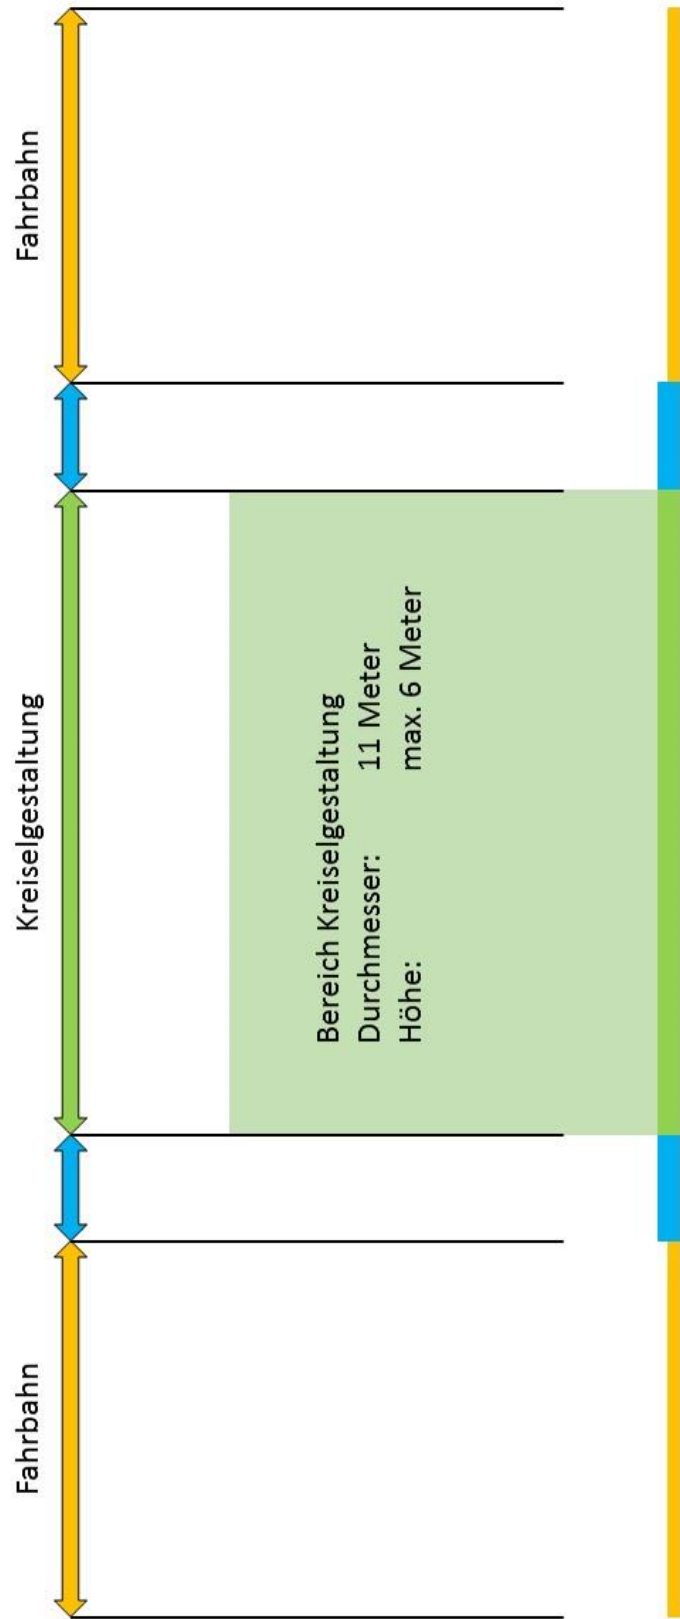 Fahrbahn
Kreiselgestaltung
Fahrbahn
Bereich Kreiselgestaltung
Durchmesser: 11 Meter
Höhe: max. 6 Meter